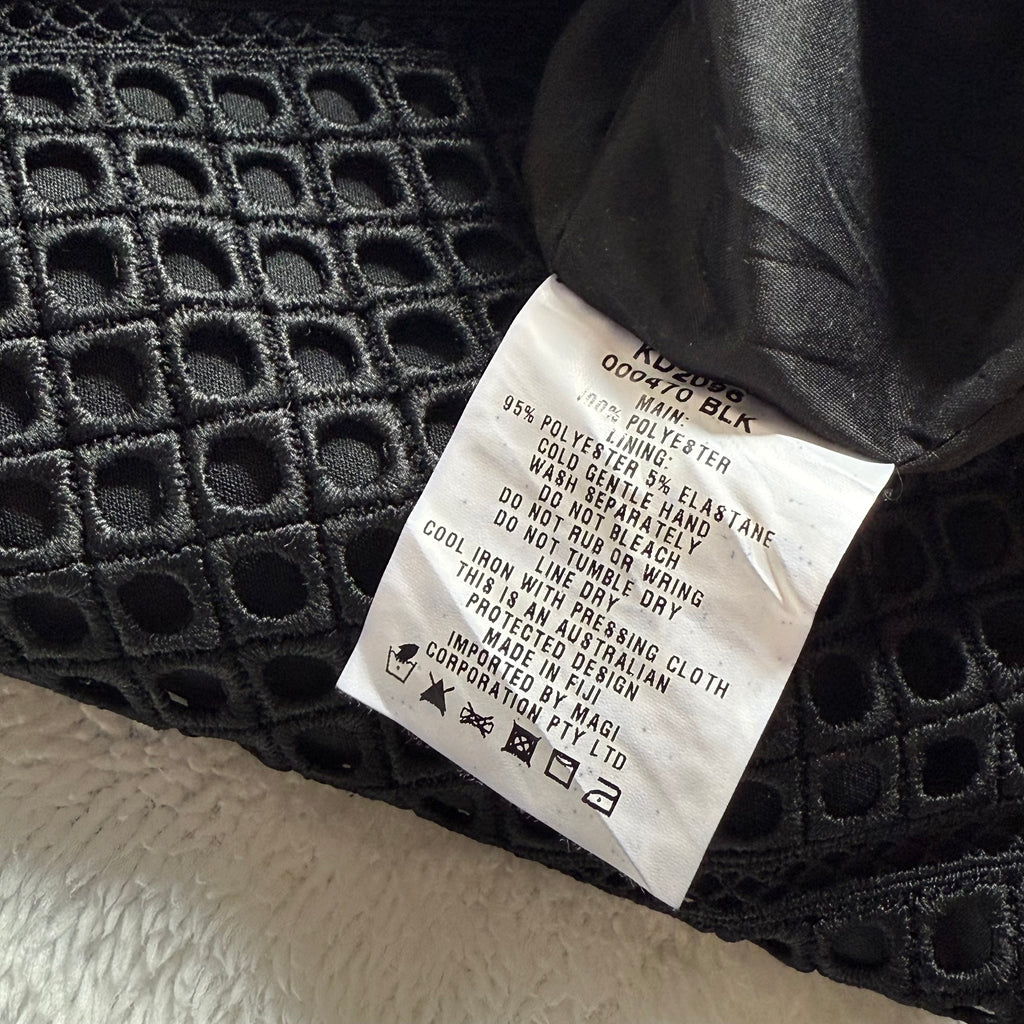 KD2098
000470 BLK
MAIN:
100% POLYESTER
LINING:
95% POLYESTER 5% ELASTANE
COLD GENTLE HAND
WASH SEPARATELY
DO NOT BLEACH
DO NOT RUB OR WRING
DO NOT TUMBLE DRY
LINE DRY
COOL IRON WITH PRESSING CLOTH
THIS IS AN AUSTRALIAN
PROTECTED DESIGN
MADE IN FIJI
IMPORTED BY MAGI
CORPORATION PTY LTD